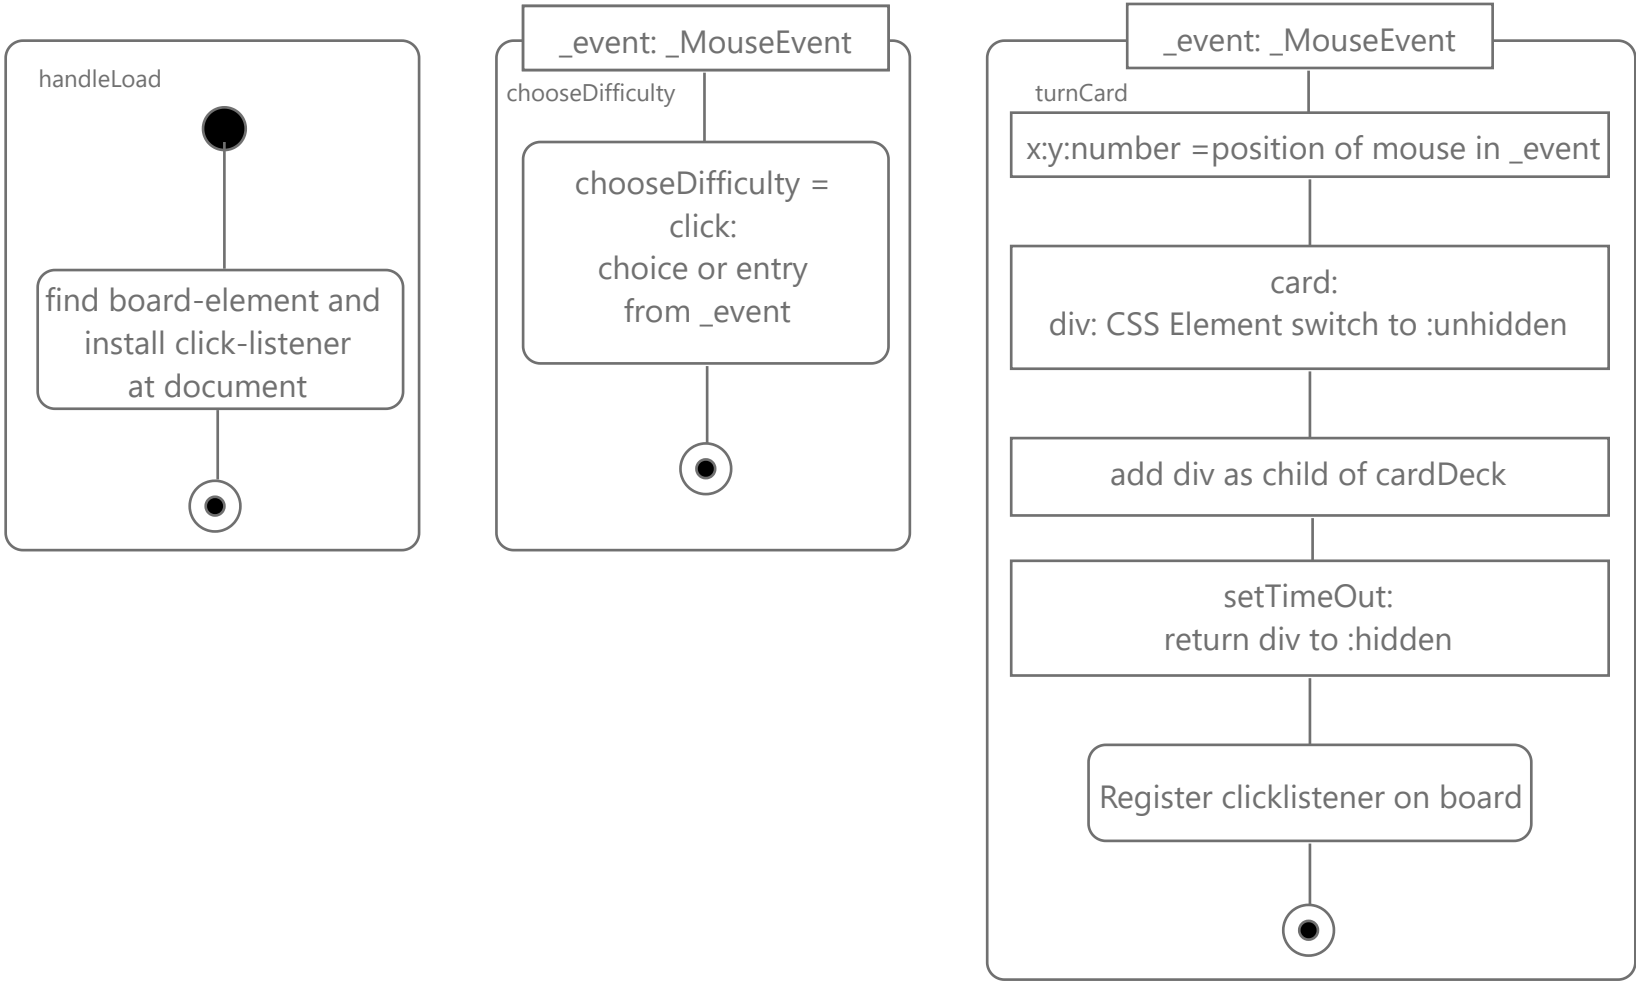 handleLoad
find board-element and
install click-listener
at document
_event: _MouseEvent
chooseDifficulty
chooseDifficulty =
click:
choice or entry
from _event
_event: _MouseEvent
turnCard
x:y:number =position of mouse in _event
card:
div: CSS Element switch to :unhidden
add div as child of cardDeck
setTimeOut:
return div to :hidden
Register clicklistener on board